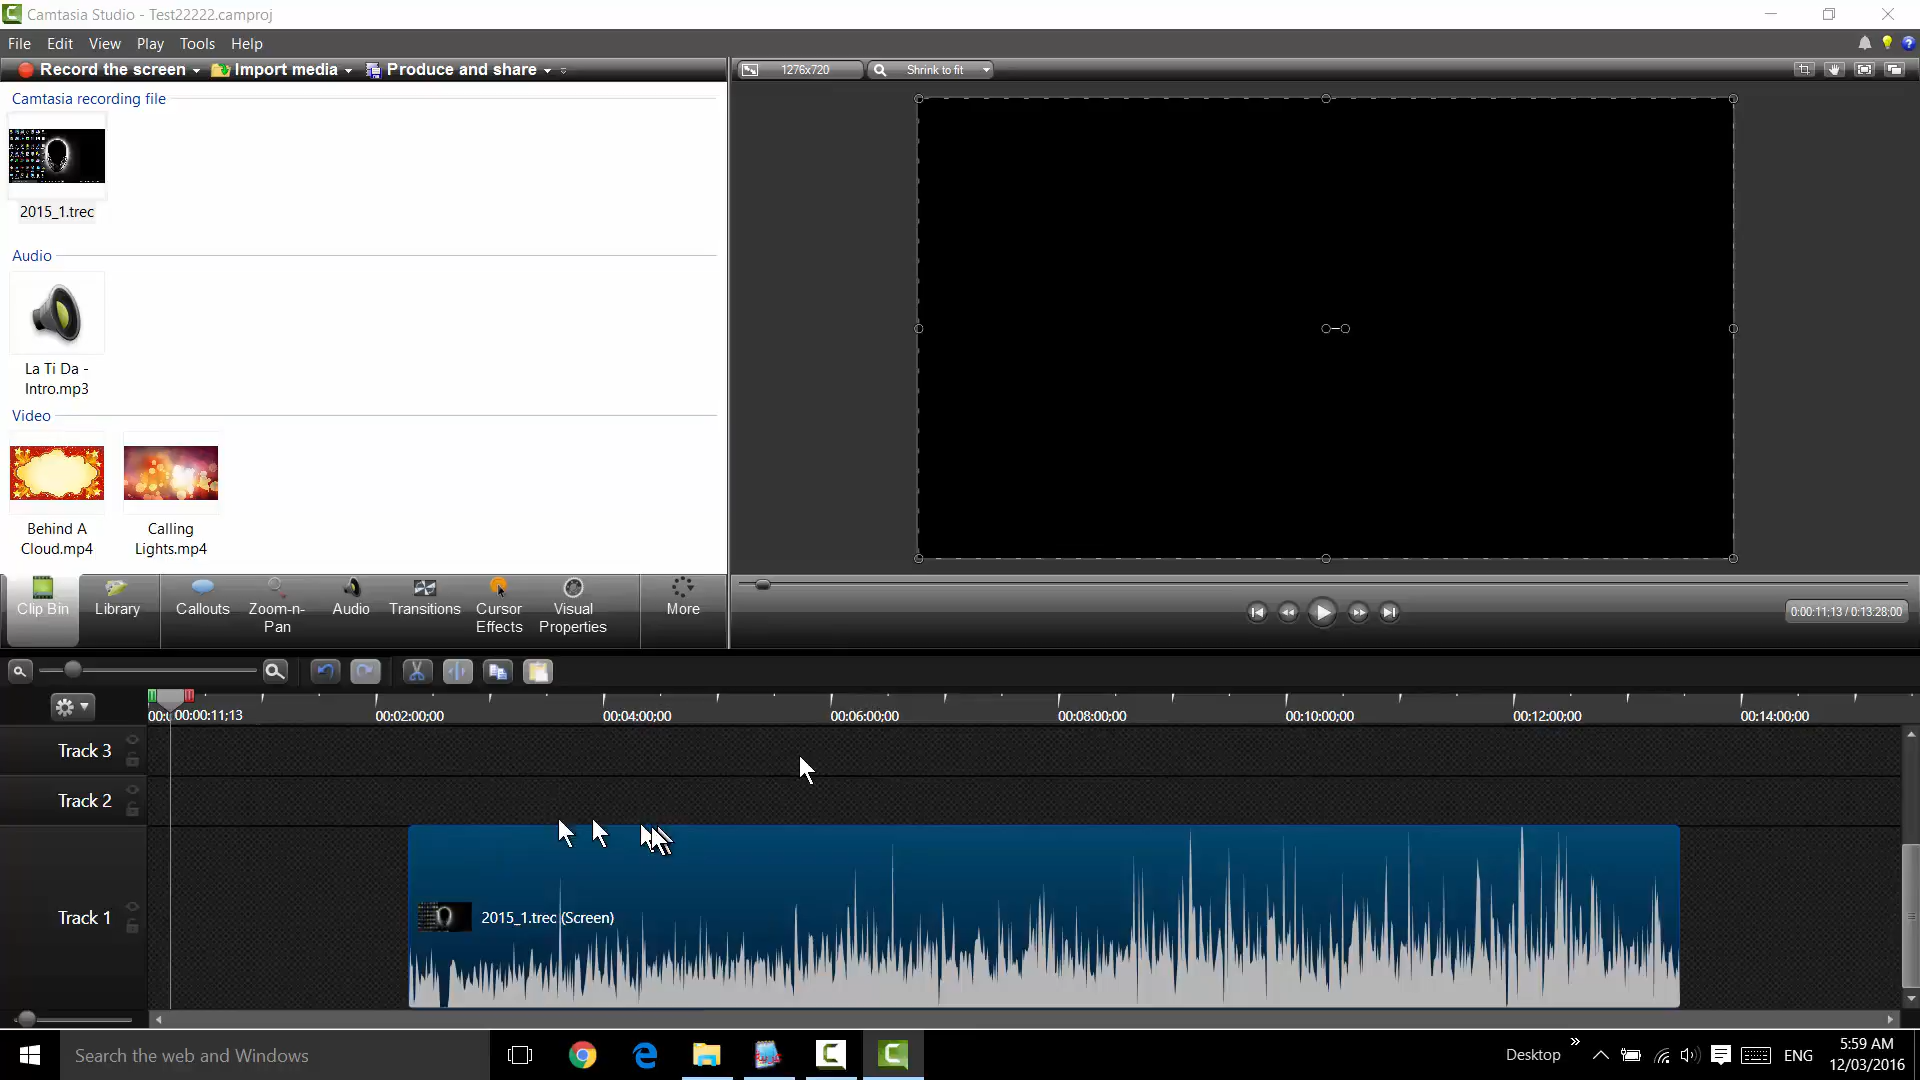 Camtasia Studio - Test22222.camproj
File Edit View Play Tools Help
Record the screen Import media Produce and share
1276x720 Shrink to fit
Camtasia recording file
2015_1.trec
Audio
La Ti Da -
Intro.mp3
Video
Behind A
Cloud.mp4
Calling
Lights.mp4
Clip Bin Library Callouts Zoom-n-
Pan Audio Transitions Cursor
Effects Visual
Properties More
0:00:11;13 / 0:13:28;00
00:00:11;13 00:02:00;00 00:04:00;00 00:06:00;00 00:08:00;00 00:10:00;00 00:12:00;00 00:14:00;00
Track 3
Track 2
Track 1
2015_1.trec (Screen)
Search the web and Windows
Desktop
ENG
5:59 AM
12/03/2016